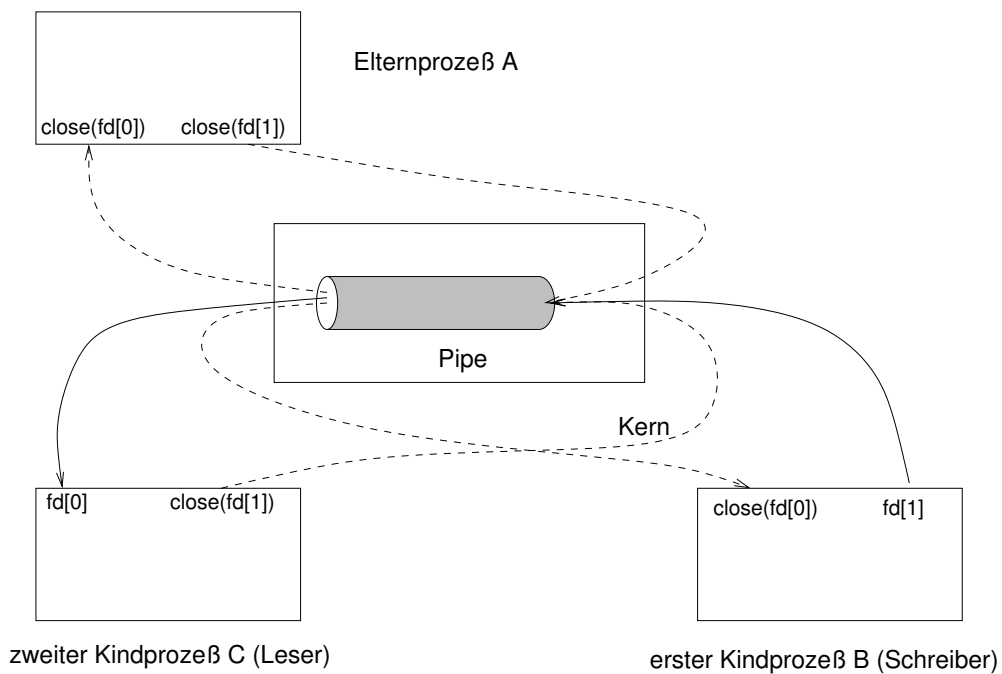 Elternprozeß A
close(fd[0]) close(fd[1])
Pipe
Kern
fd[0] close(fd[1])
close(fd[0]) fd[1]
zweiter Kindprozeß C (Leser)
erster Kindprozeß B (Schreiber)